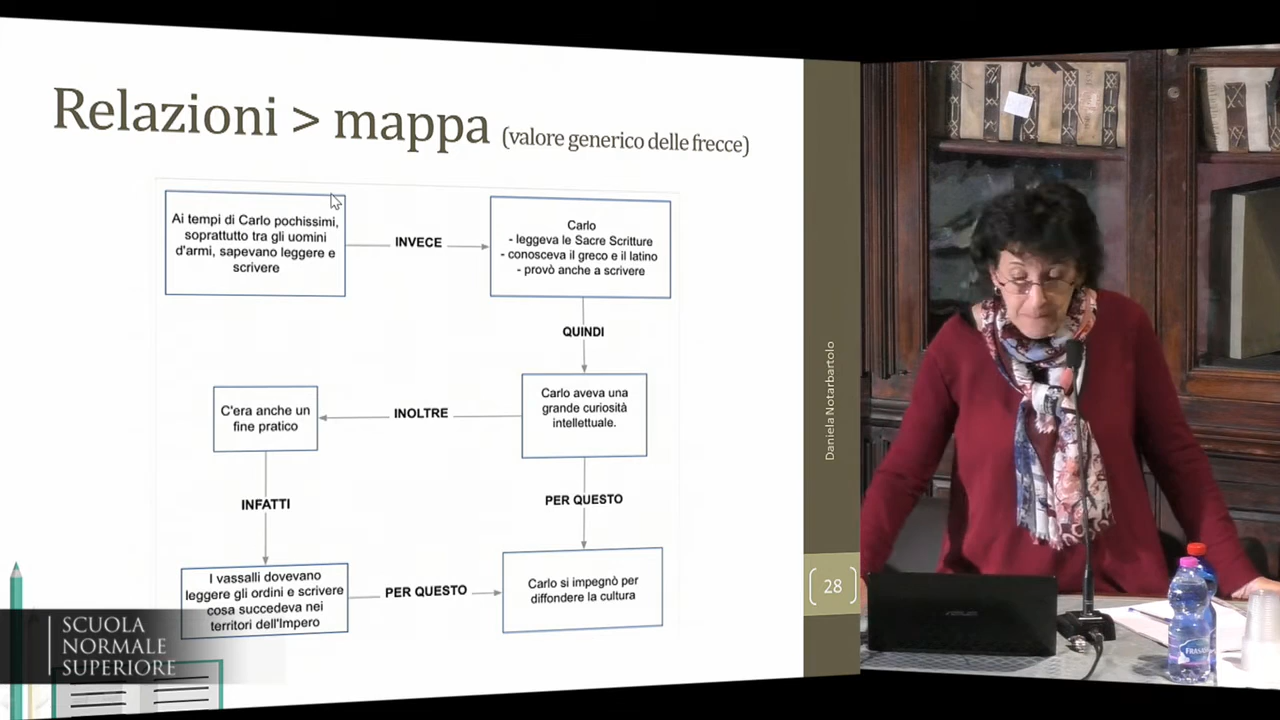 Relazioni > mappa (valore generico delle frecce)
Ai tempi di Carlo pochissimi,
soprattutto tra gli uomini
d'armi, sapevano leggere e
scrivere
INVECE
Carlo
- leggeva le Sacre Scritture
- conosceva il greco e il latino
- provò anche a scrivere
QUINDI
Carlo aveva una
grande curiosità
intellettuale.
INOLTRE
C'era anche un
fine pratico
INFATTI
I vassalli dovevano
leggere gli ordini e scrivere
cosa succedeva nei
territori dell'Impero
PER QUESTO
PER QUESTO
Carlo si impegnò per
diffondere la cultura
Daniela Notarbartolo
28
SCUOLA
NORMALE
SUPERIORE